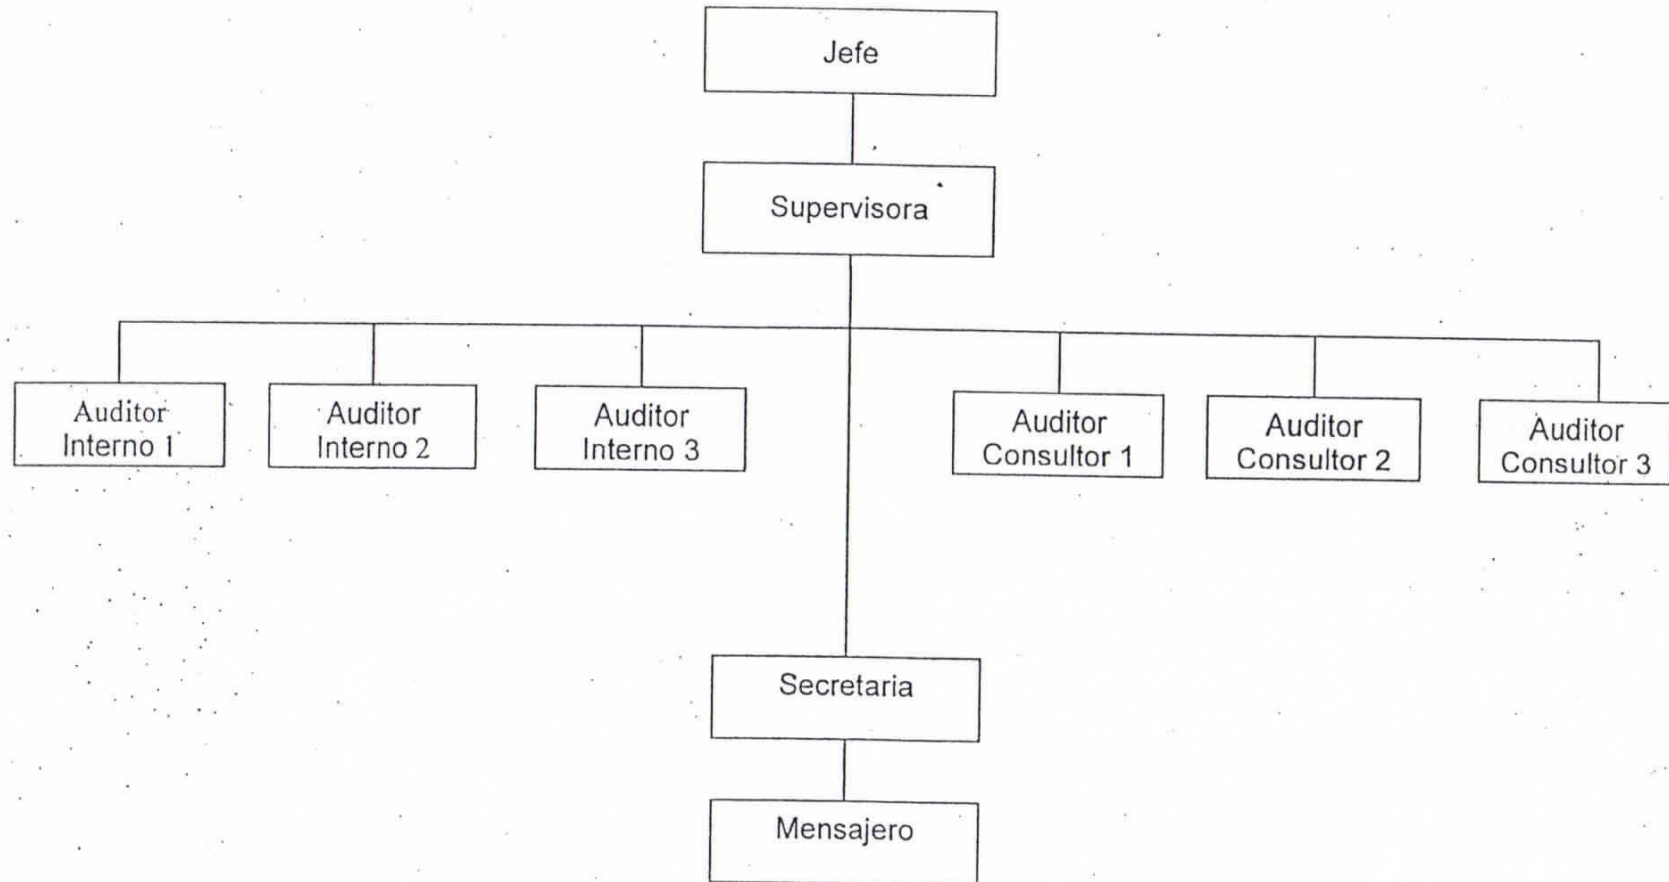 Jefe
Supervisora
Auditor
Interno 1
Auditor
Interno 2
Auditor
Interno 3
Auditor
Consultor 1
Auditor
Consultor 2
Auditor
Consultor 3
Secretaria
Mensajero